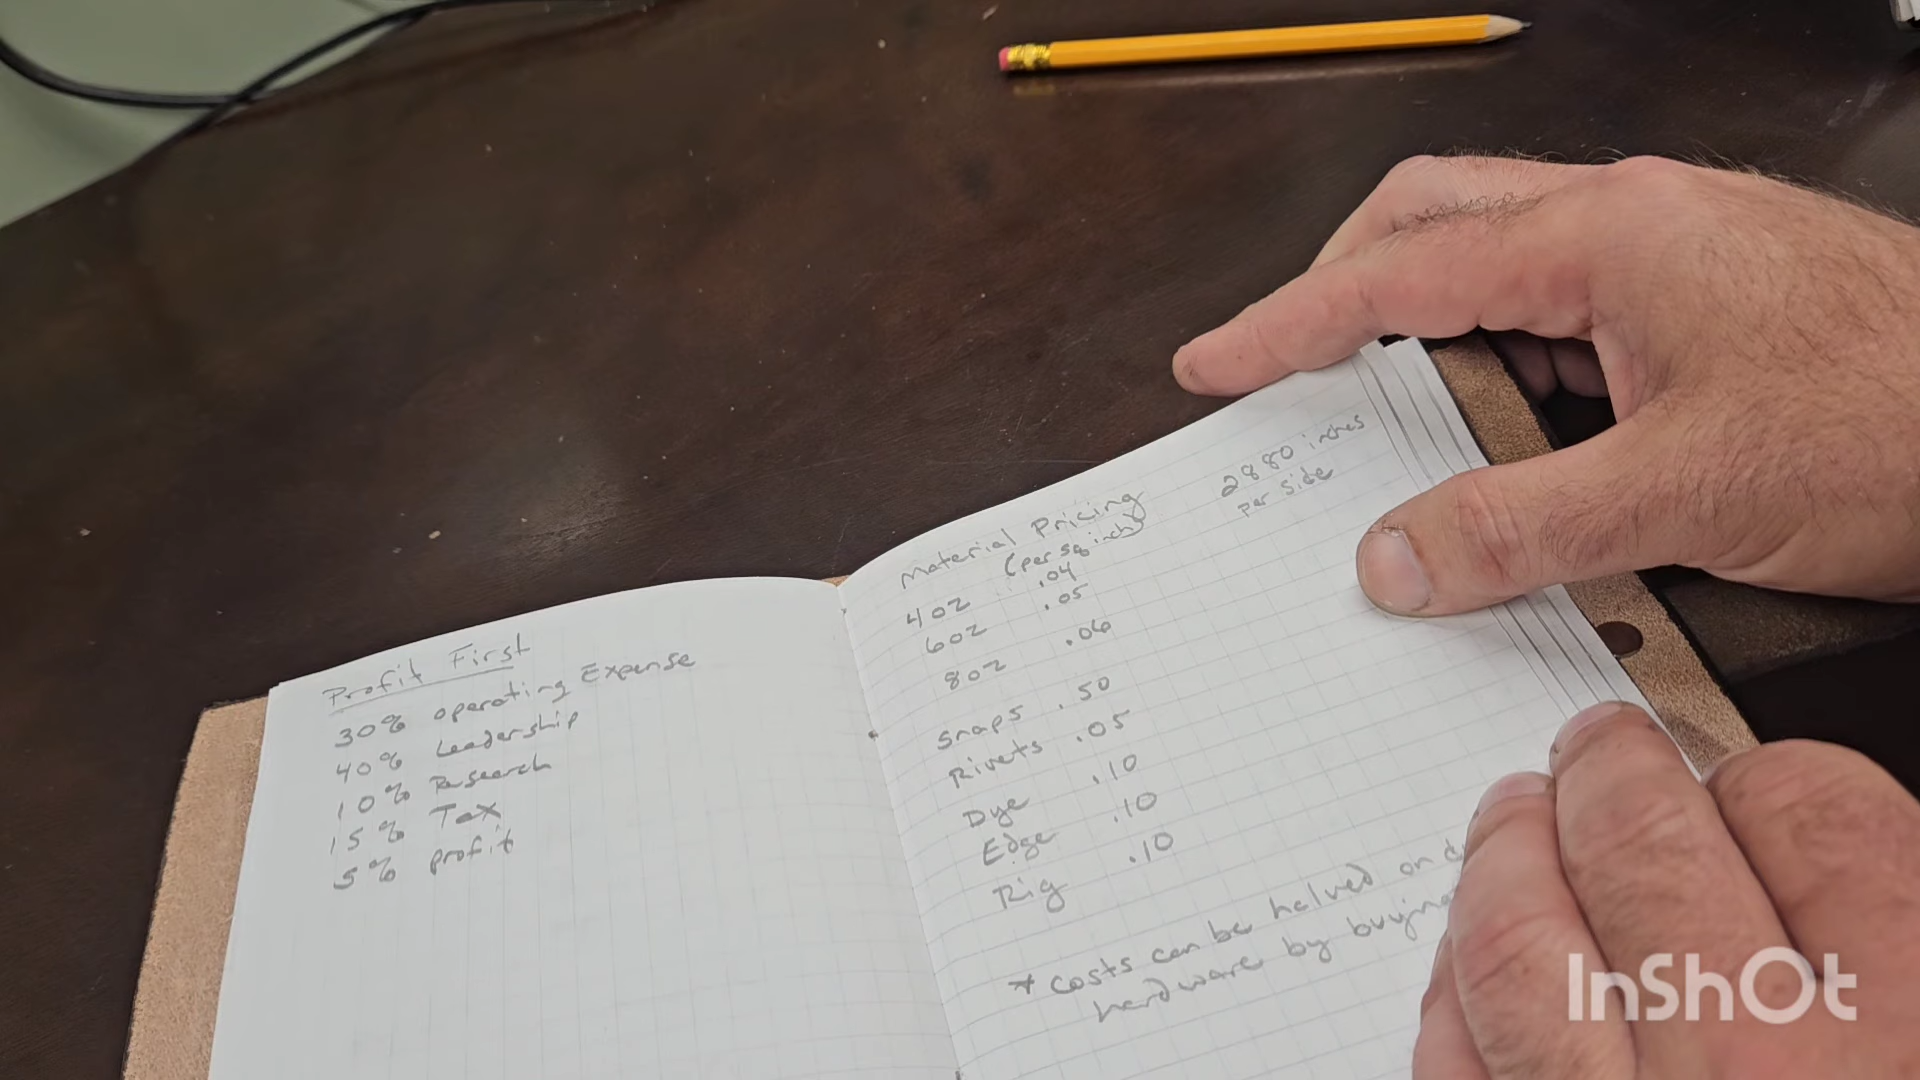 Profit First
30% operating Expense
40% Leadership
10% Research
15% Tax
5% profit
Material Pricing
(per sq inch)
2880 inches
per side
4oz .04
6oz .05
8oz .06
Snaps .50
Rivets .05
Dye .10
Edge .10
Rig .10
* Costs can be halved on
hardware by buying
InShOt